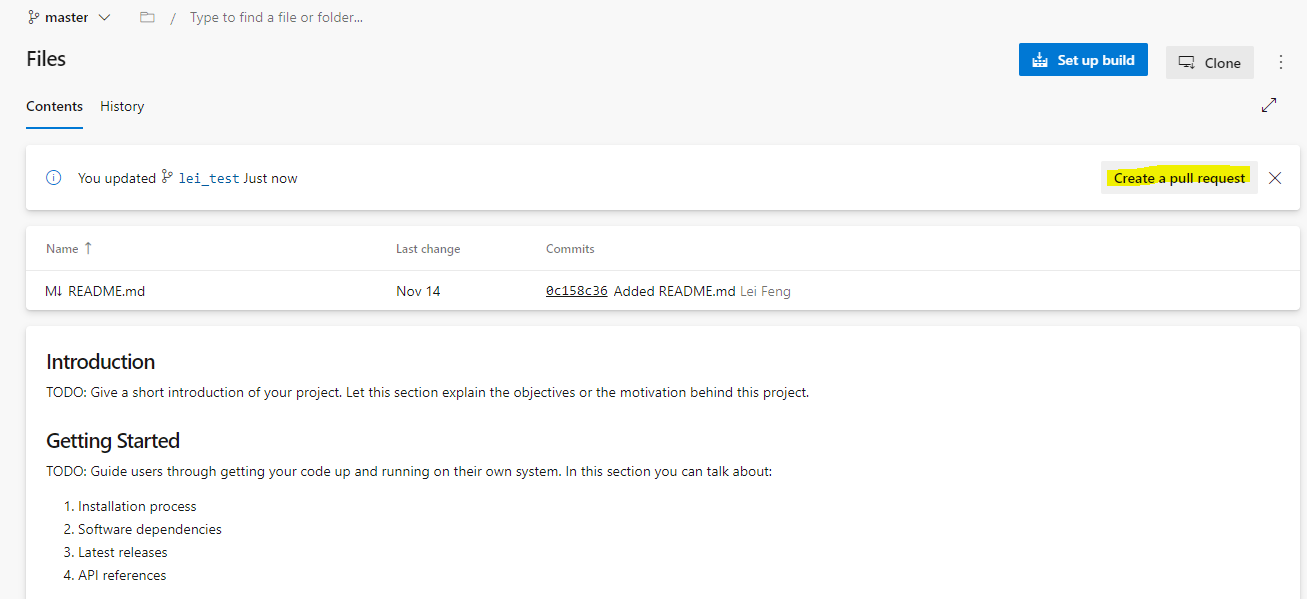 master / Type to find a file or folder...
Files
Set up build Clone
Contents History
You updated lei_test Just now Create a pull request
Name ↑ Last change Commits
M↓ README.md Nov 14 0c158c36 Added README.md Lei Feng
Introduction
TODO: Give a short introduction of your project. Let this section explain the objectives or the motivation behind this project.
Getting Started
TODO: Guide users through getting your code up and running on their own system. In this section you can talk about:
1. Installation process
2. Software dependencies
3. Latest releases
4. API references